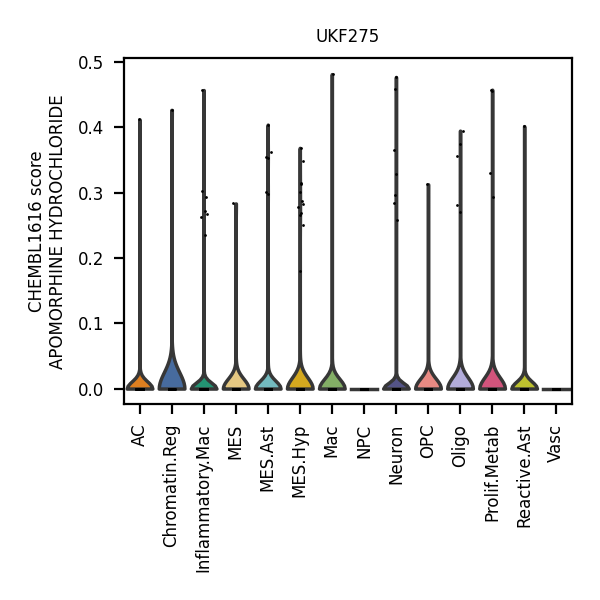 UKF275
CHEMBL1616 score
APOMORPHINE HYDROCHLORIDE
0.5
0.4
0.3
0.2
0.1
0.0
AC
Chromatin.Reg
Inflammatory.Mac
MES
MES.Ast
MES.Hyp
Mac
NPC
Neuron
OPC
Oligo
Prolif.Metab
Reactive.Ast
Vasc